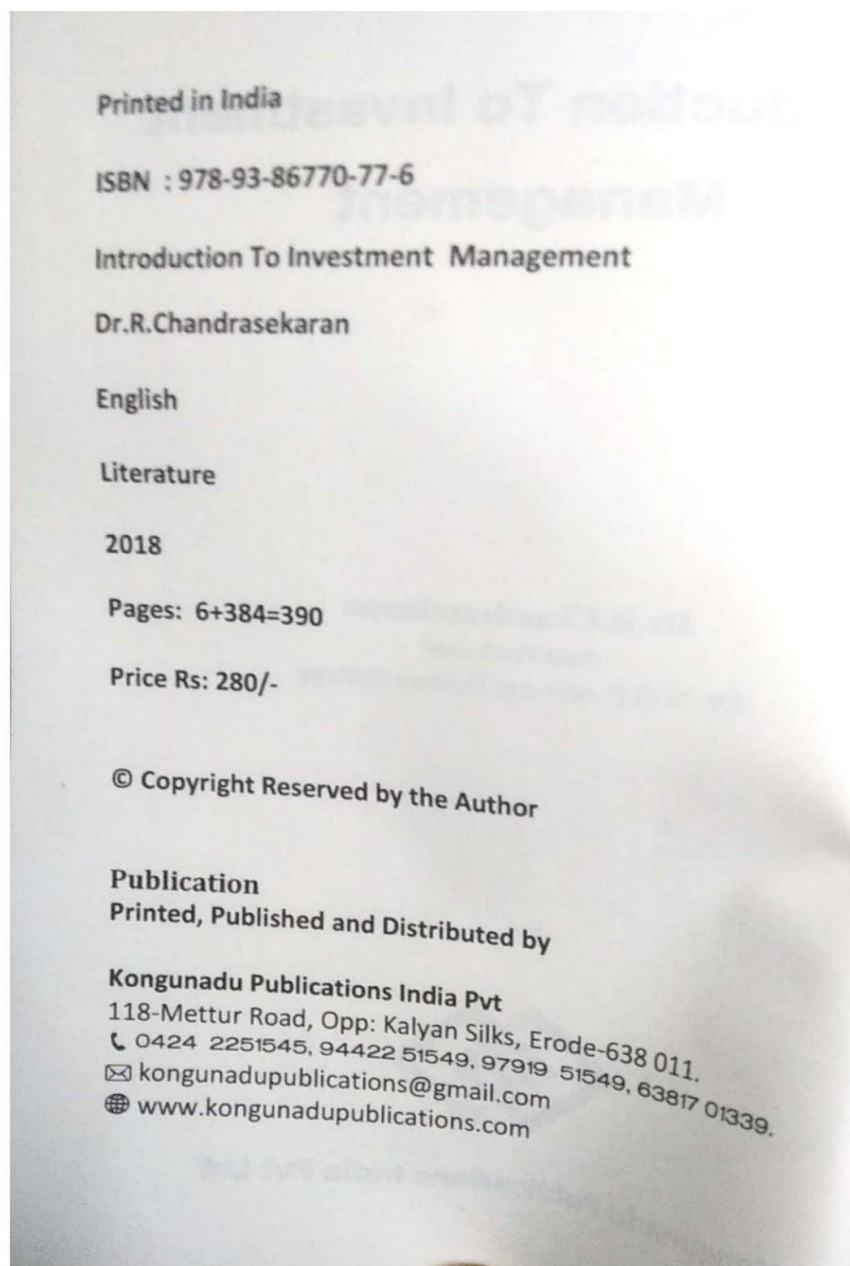 Printed in India
ISBN : 978-93-86770-77-6
Introduction To Investment Management
Dr.R.Chandrasekaran
English
Literature
2018
Pages: 6+384=390
Price Rs: 280/-
© Copyright Reserved by the Author
Publication
Printed, Published and Distributed by
Kongunadu Publications India Pvt
118-Mettur Road, Opp: Kalyan Silks, Erode-638 011.
0424 2251545, 94422 51549, 97919 51549, 63817 01339.
kongunadupublications@gmail.com
www.kongunadupublications.com